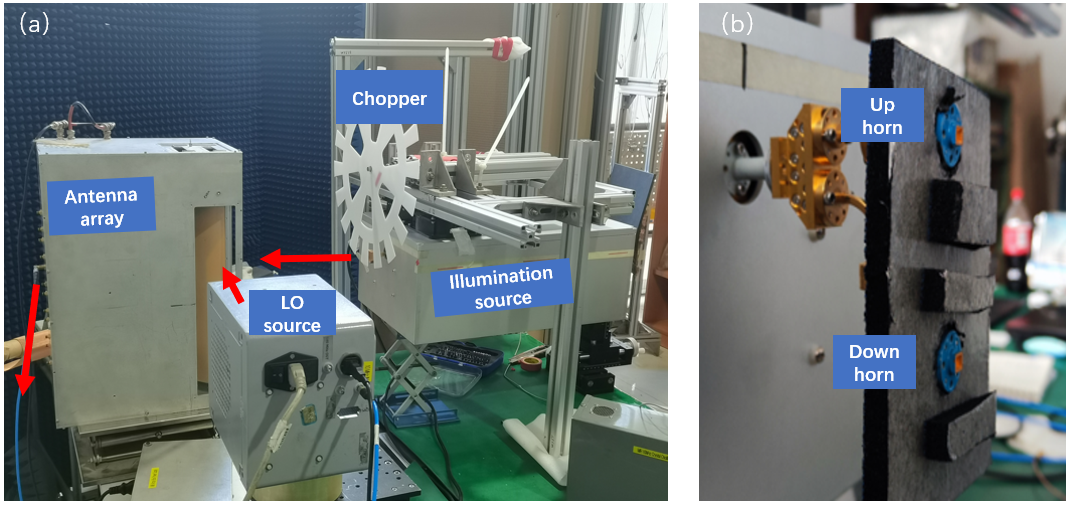 (a)
Chopper
Antenna
array
Illumination
source
LO
source
(b)
Up
horn
Down
horn